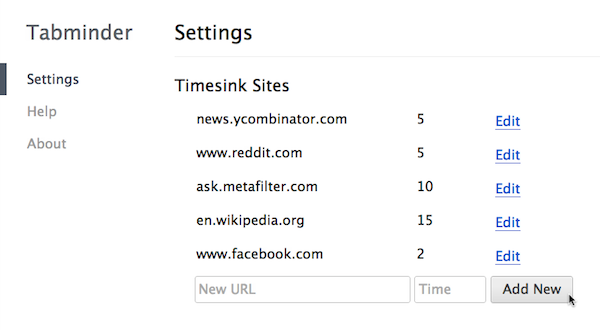 Tabminder
Settings
Settings
Help
About
Timesink Sites
news.ycombinator.com 5 Edit
www.reddit.com 5 Edit
ask.metafilter.com 10 Edit
en.wikipedia.org 15 Edit
www.facebook.com 2 Edit
New URL Time Add New